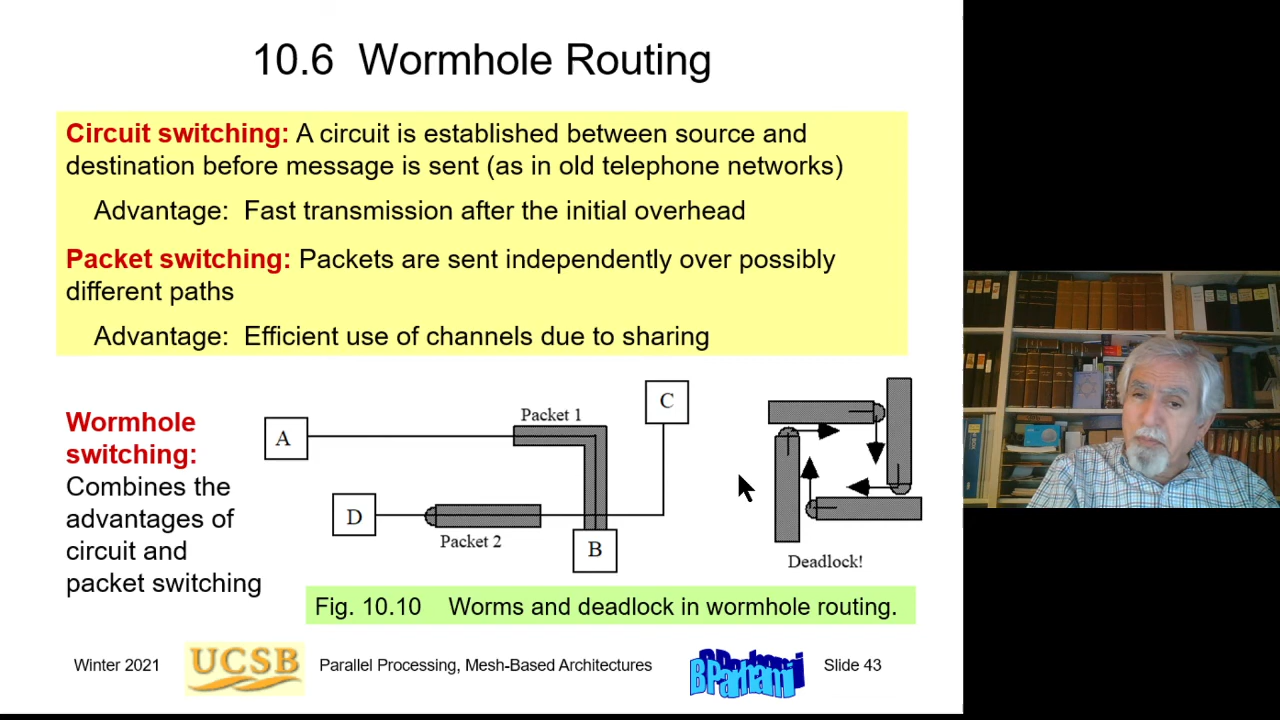 10.6 Wormhole Routing
Circuit switching: A circuit is established between source and
destination before message is sent (as in old telephone networks)
Advantage: Fast transmission after the initial overhead
Packet switching: Packets are sent independently over possibly
different paths
Advantage: Efficient use of channels due to sharing
Wormhole
switching:
Combines the
advantages of
circuit and
packet switching
A
Packet 1
C
D
Packet 2
B
Deadlock!
Fig. 10.10 Worms and deadlock in wormhole routing.
Winter 2021
UCSB
Parallel Processing, Mesh-Based Architectures
BParhami
Slide 43